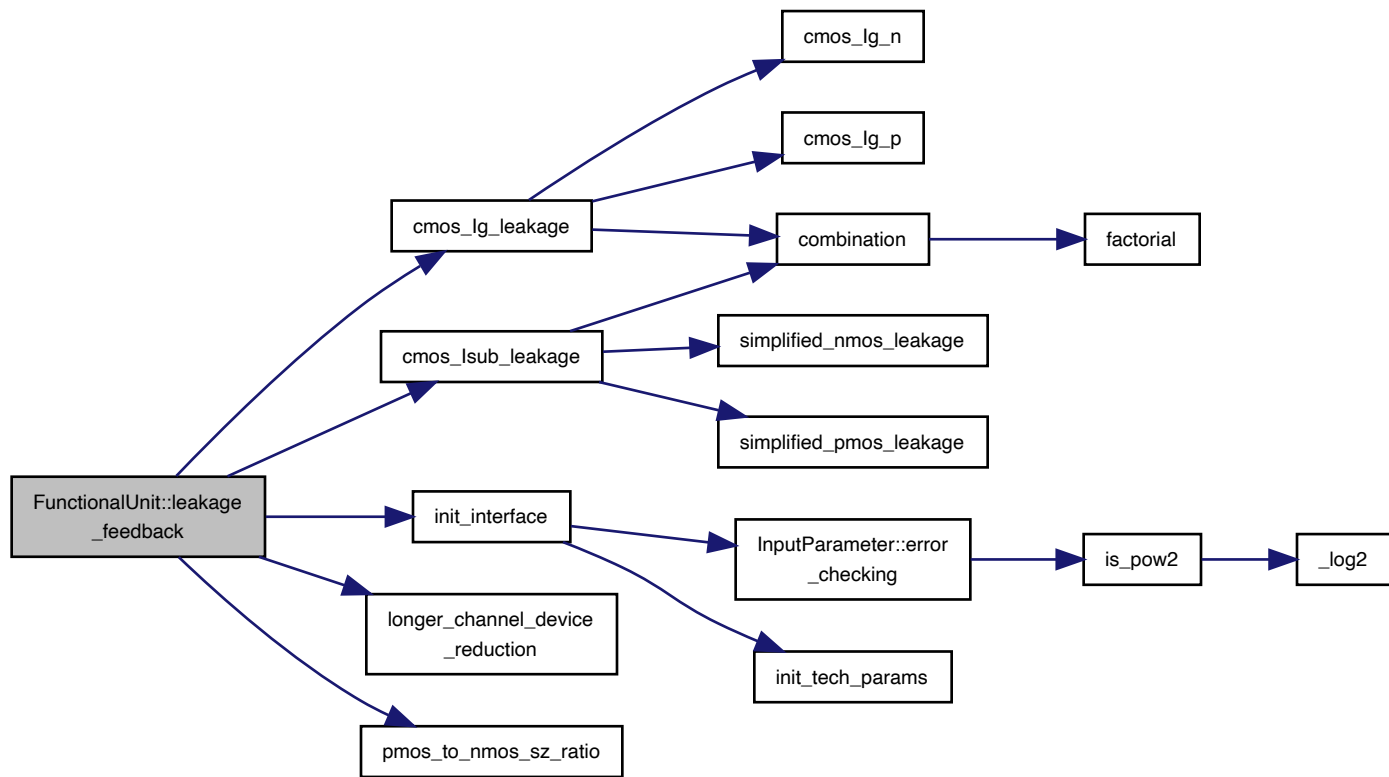 cmos_Ig_n
cmos_Ig_p
cmos_Ig_leakage
combination
factorial
cmos_Isub_leakage
simplified_nmos_leakage
simplified_pmos_leakage
FunctionalUnit::leakage
_feedback
init_interface
InputParameter::error
_checking
is_pow2
_log2
longer_channel_device
_reduction
init_tech_params
pmos_to_nmos_sz_ratio